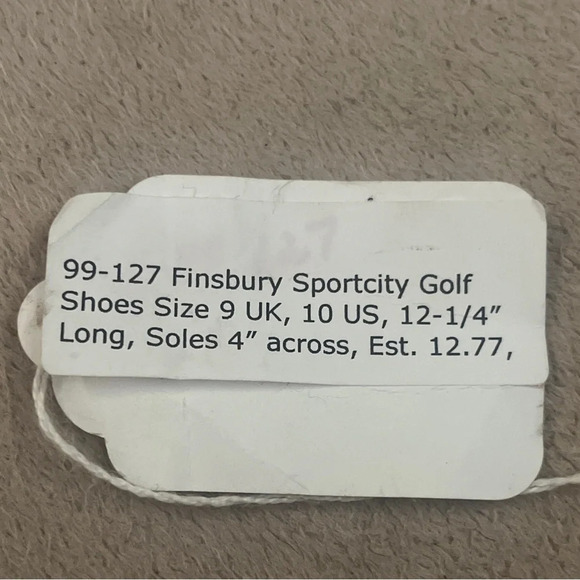 127
99-127 Finsbury Sportcity Golf
Shoes Size 9 UK, 10 US, 12-1/4″
Long, Soles 4″ across, Est. 12.77,